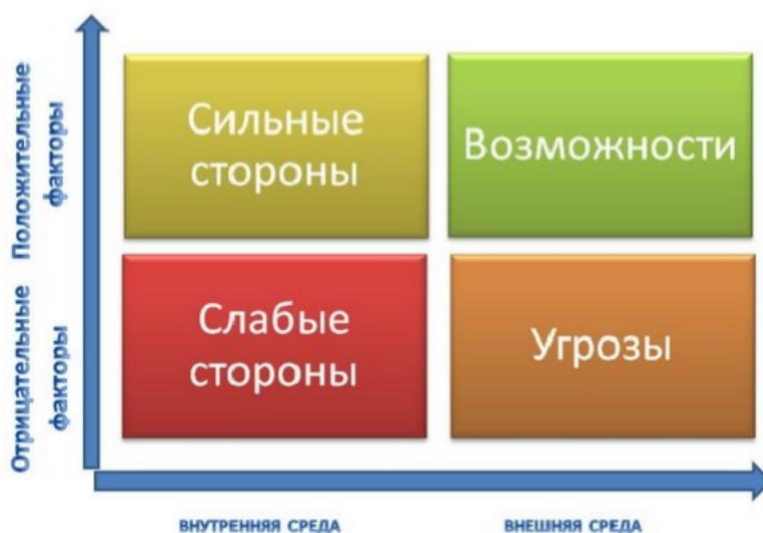 Положительные
факторы
Сильные
стороны
Возможности
Отрицательные
факторы
Слабые
стороны
Угрозы
ВНУТРЕННЯЯ СРЕДА
ВНЕШНЯЯ СРЕДА